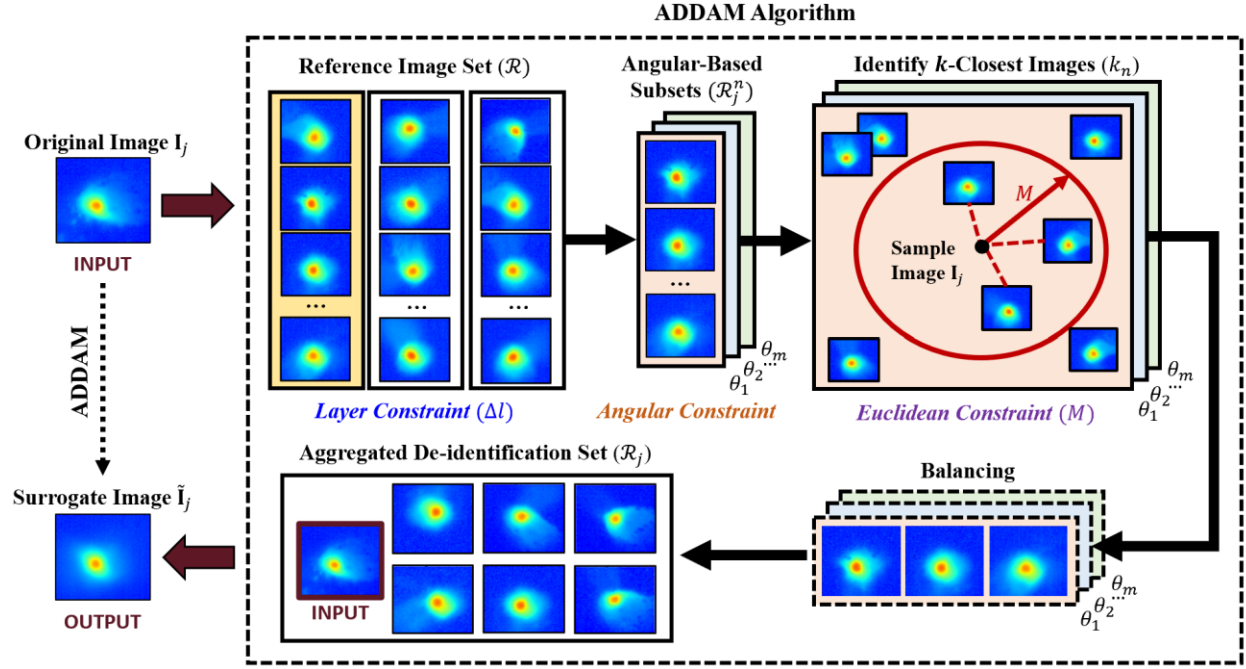 ADDAM Algorithm
Original Image I_j
INPUT
ADDAM
Surrogate Image Ĩ_j
OUTPUT
Reference Image Set (ℛ)
...
...
...
Layer Constraint (Δl)
Angular-Based
Subsets (ℛ_j^n)
...
θ_1 θ_2 ... θ_m
Angular Constraint
Identify k-Closest Images (k_n)
M
Sample
Image I_j
θ_1 θ_2 ... θ_m
Euclidean Constraint (M)
Balancing
θ_1 θ_2 ... θ_m
Aggregated De-identification Set (ℛ_j)
INPUT